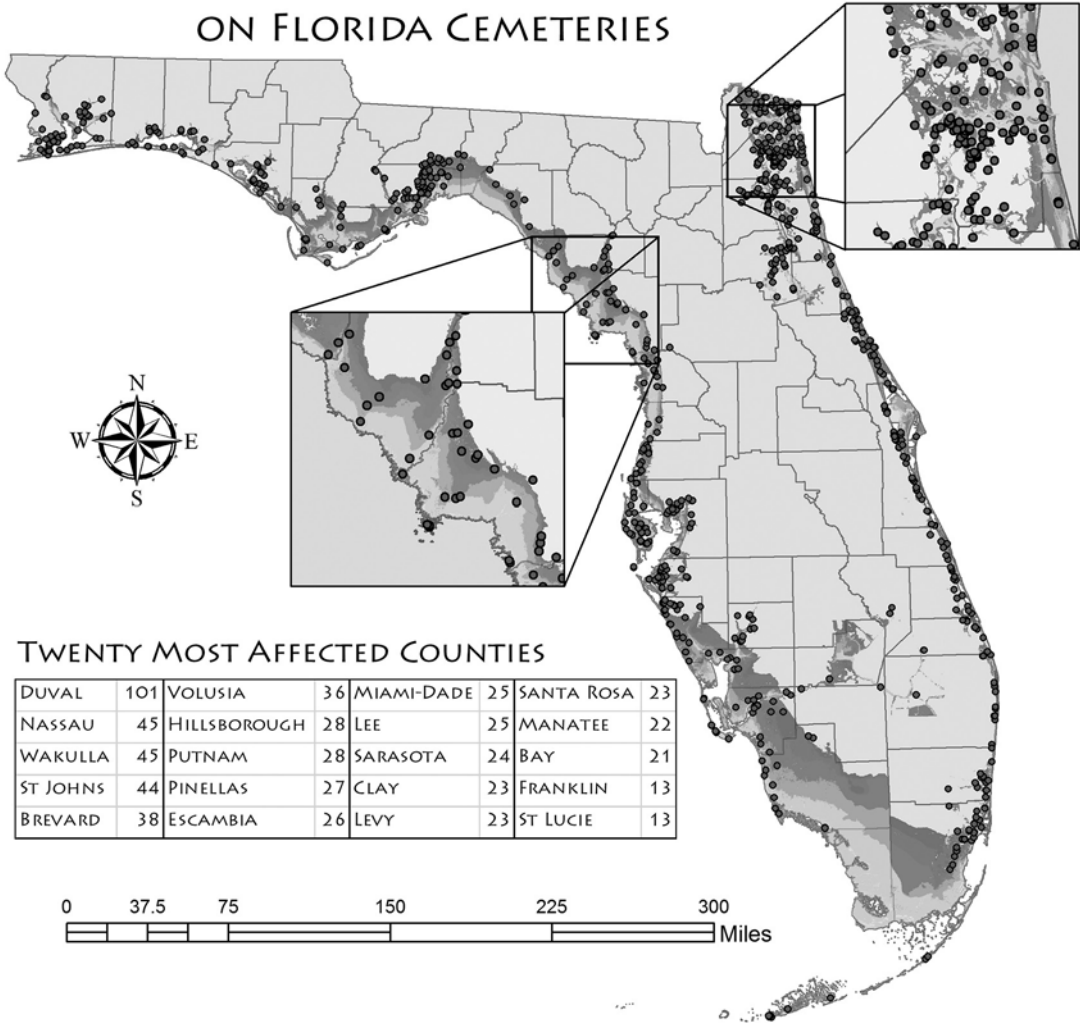 ON FLORIDA CEMETERIES
N
W E
S
TWENTY MOST AFFECTED COUNTIES
DUVAL 101 VOLUSIA 36 MIAMI-DADE 25 SANTA ROSA 23
NASSAU 45 HILLSBOROUGH 28 LEE 25 MANATEE 22
WAKULLA 45 PUTNAM 28 SARASOTA 24 BAY 21
ST JOHNS 44 PINELLAS 27 CLAY 23 FRANKLIN 13
BREVARD 38 ESCAMBIA 26 LEVY 23 ST LUCIE 13
0 37.5 75 150 225 300
Miles